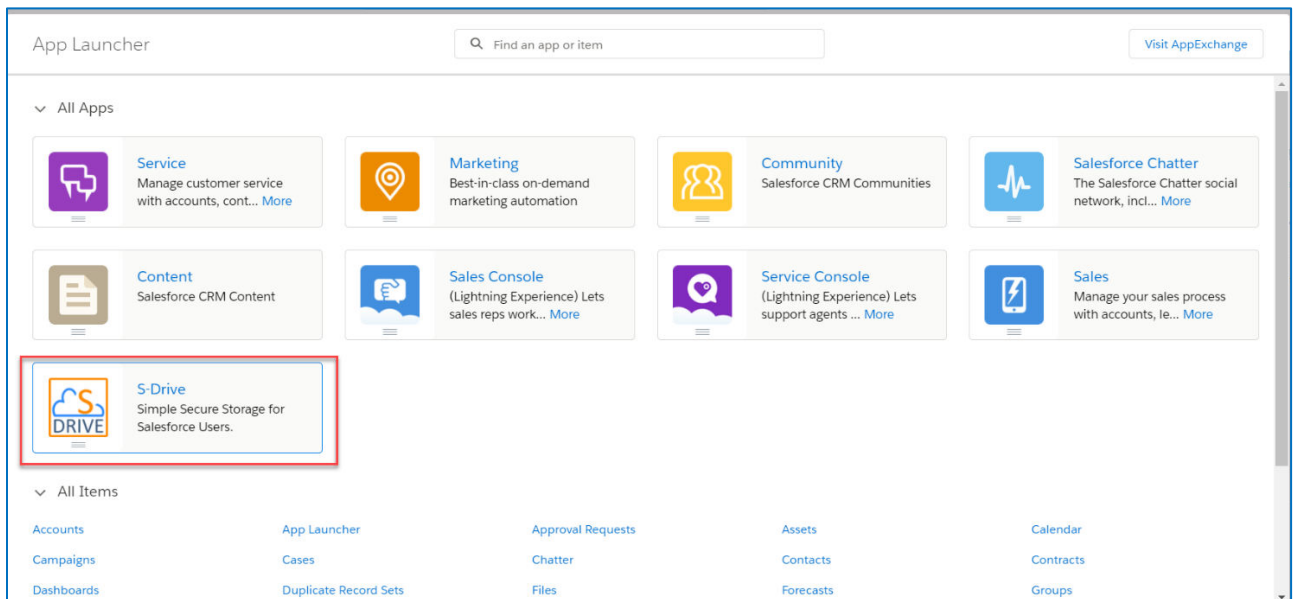 App Launcher
Find an app or item
Visit AppExchange
All Apps
Service
Manage customer service
with accounts, cont... More
Marketing
Best-in-class on-demand
marketing automation
Community
Salesforce CRM Communities
Salesforce Chatter
The Salesforce Chatter social
network, incl... More
Content
Salesforce CRM Content
Sales Console
(Lightning Experience) Lets
sales reps work... More
Service Console
(Lightning Experience) Lets
support agents ... More
Sales
Manage your sales process
with accounts, le... More
S
DRIVE
S-Drive
Simple Secure Storage for
Salesforce Users.
All Items
Accounts
App Launcher
Approval Requests
Assets
Calendar
Campaigns
Cases
Chatter
Contacts
Contracts
Dashboards
Duplicate Record Sets
Files
Forecasts
Groups